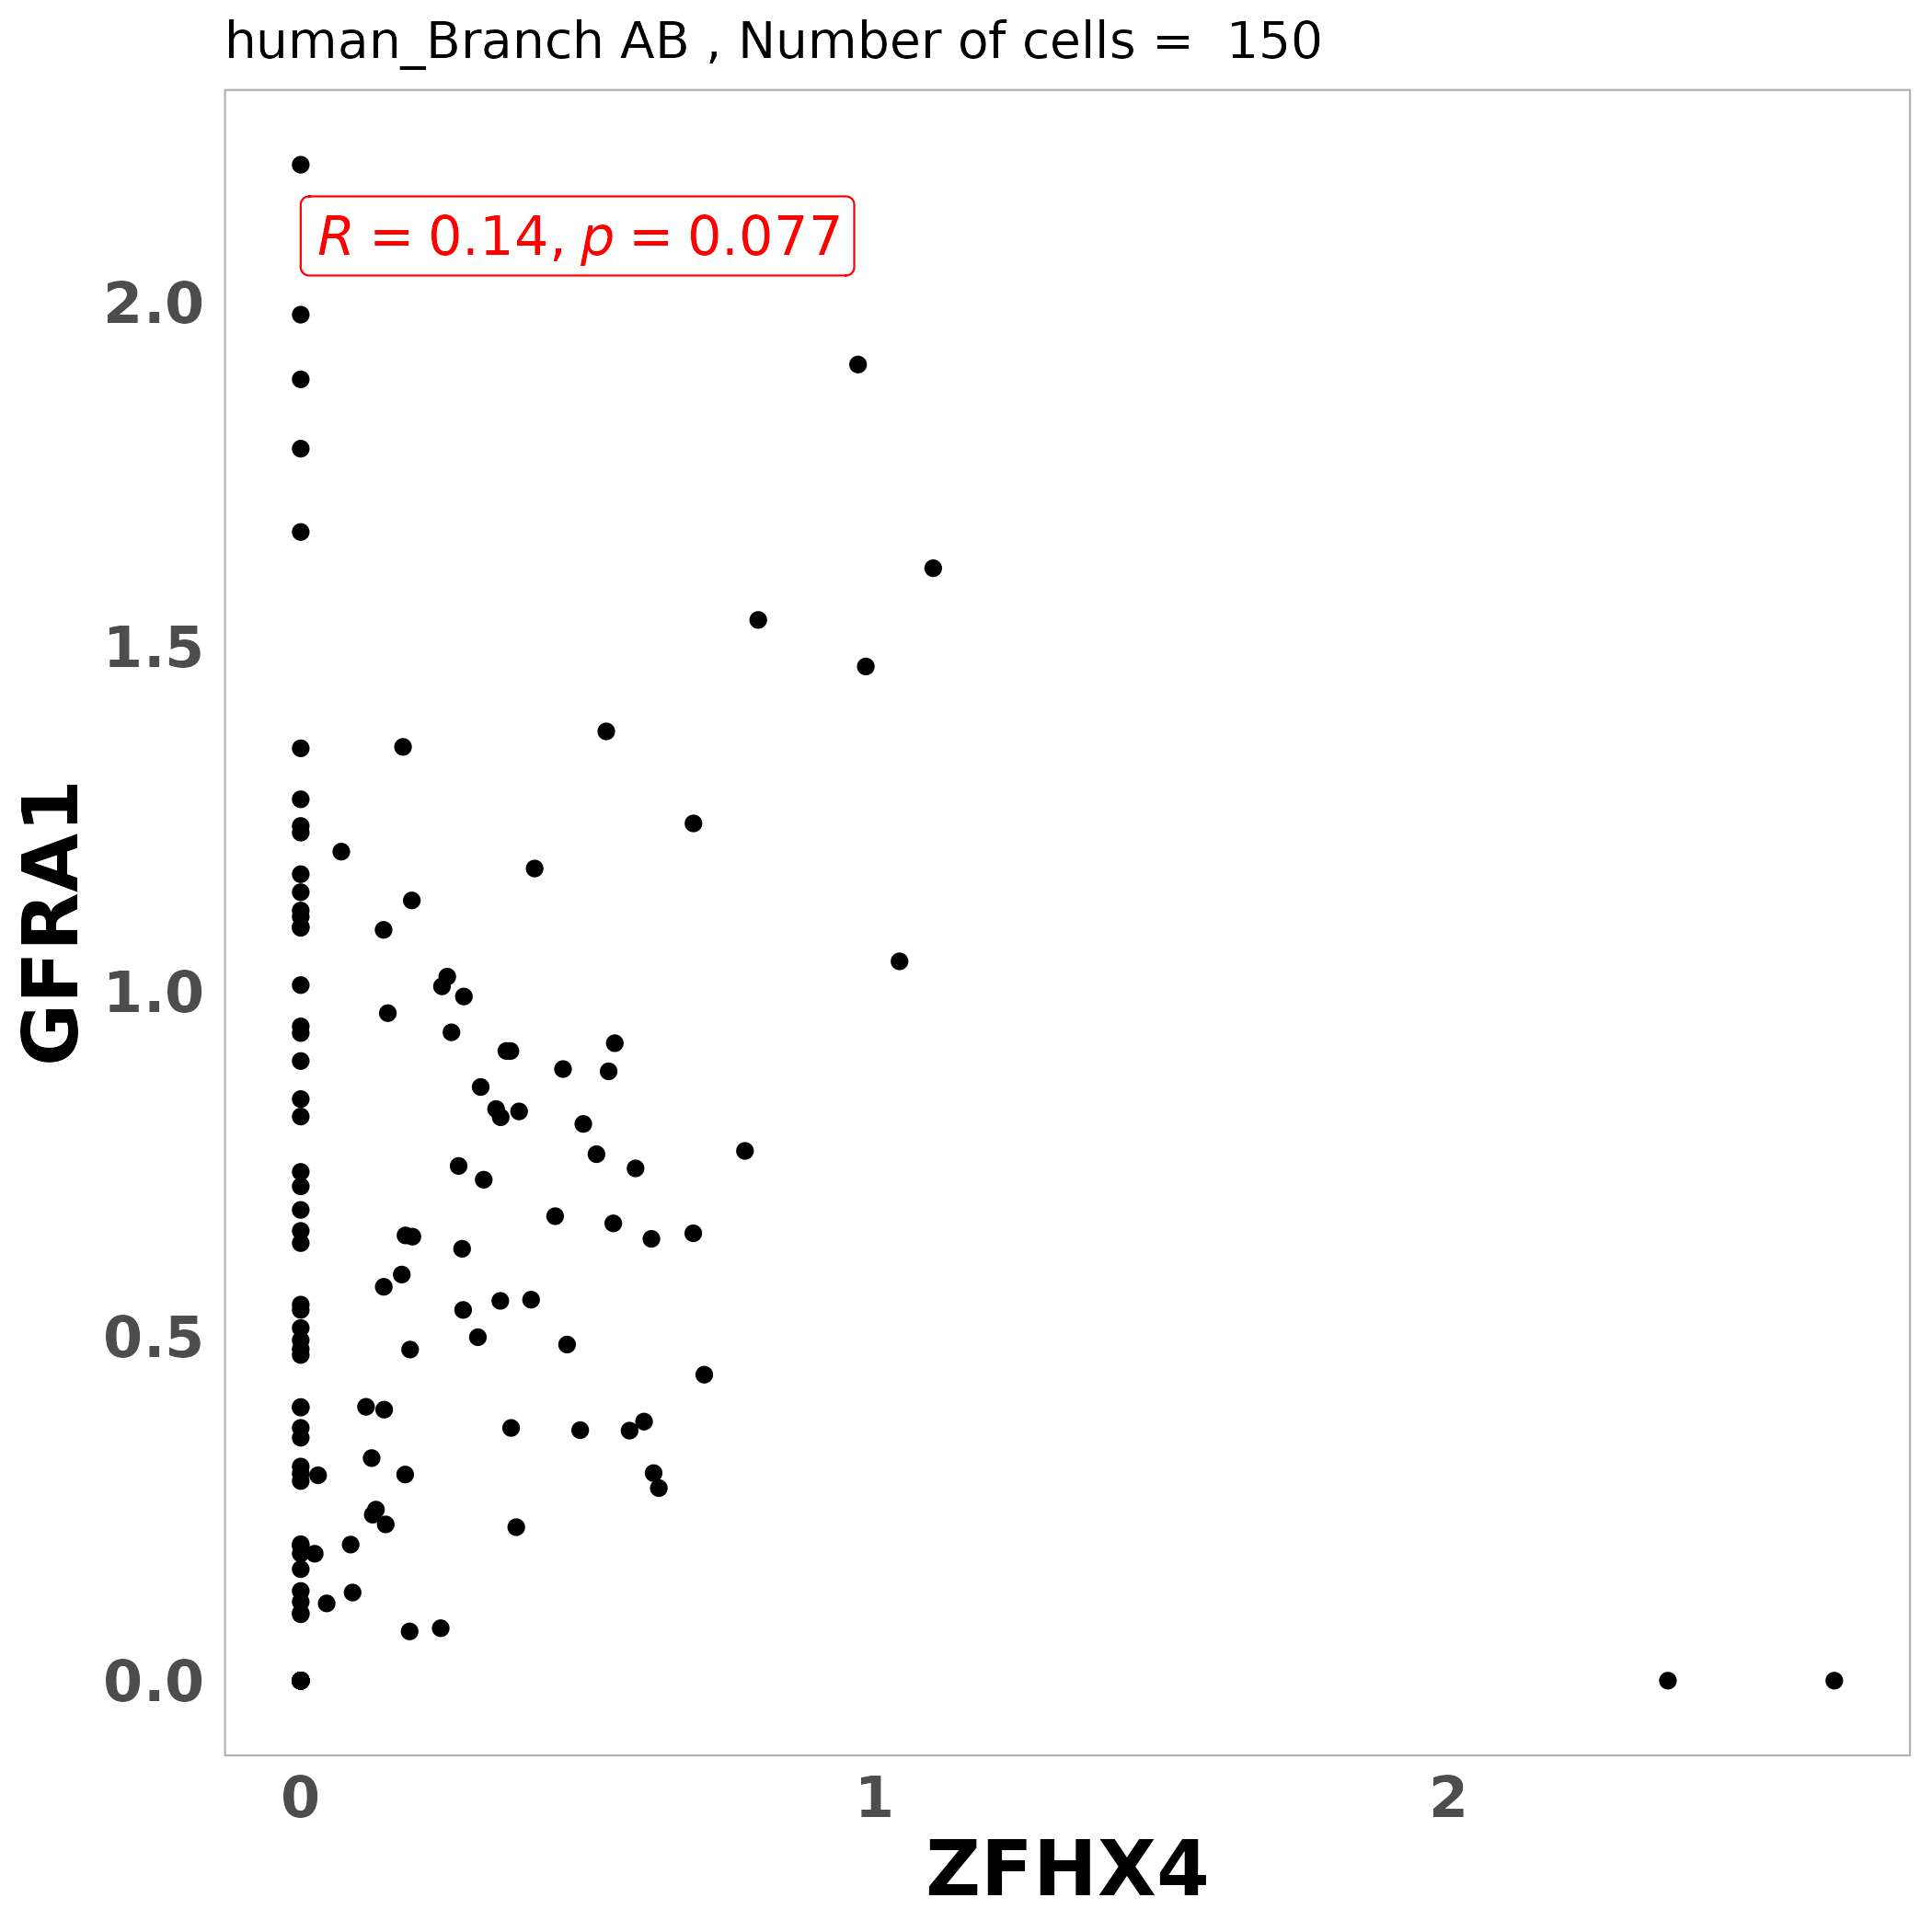 human_Branch AB , Number of cells =  150
R = 0.14, p = 0.077
2.0
1.5
1.0
0.5
0.0
GFRA1
0 1 2
ZFHX4